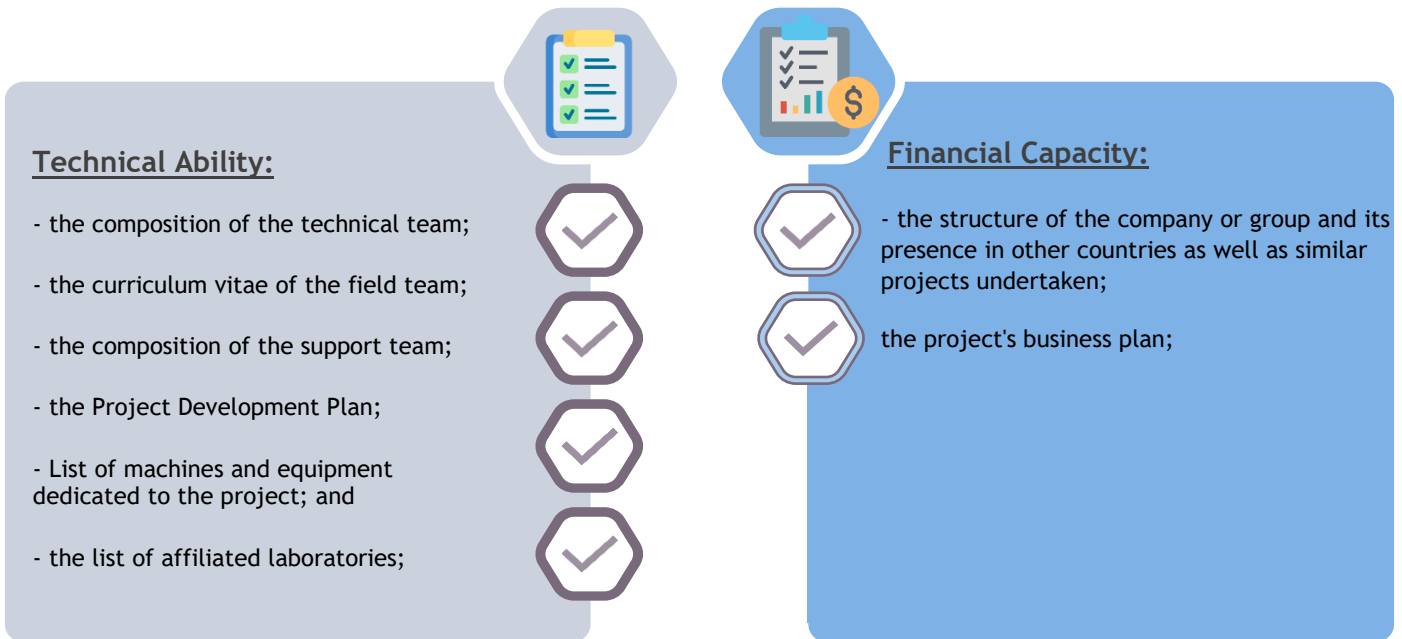 Technical Ability:
- the composition of the technical team;
- the curriculum vitae of the field team;
- the composition of the support team;
- the Project Development Plan;
- List of machines and equipment
dedicated to the project; and
- the list of affiliated laboratories;
$
Financial Capacity:
- the structure of the company or group and its
presence in other countries as well as similar
projects undertaken;
the project's business plan;